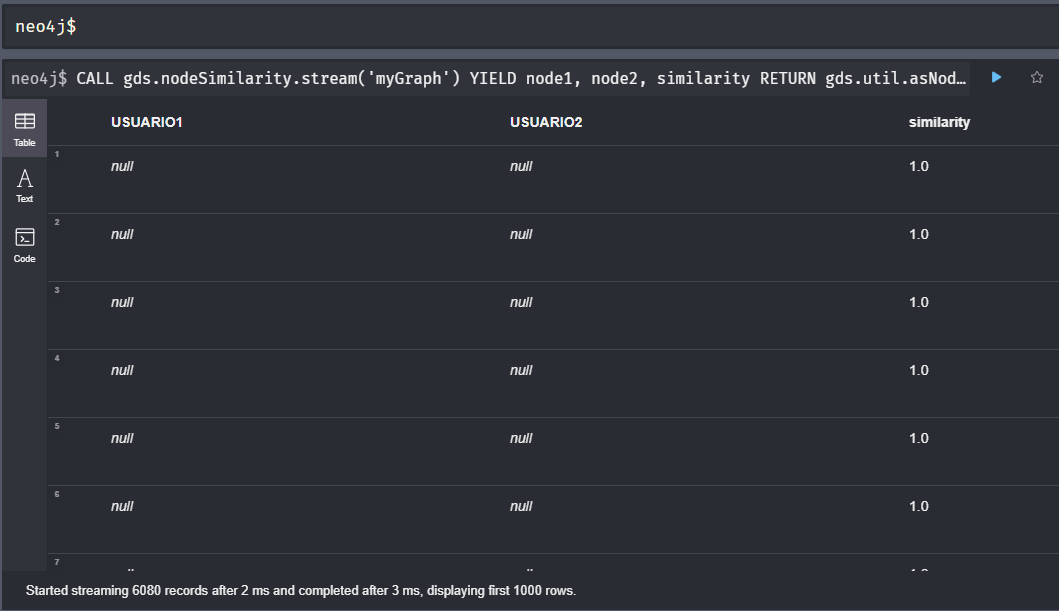 neo4j$
neo4j$ CALL gds.nodeSimilarity.stream('myGraph') YIELD node1, node2, similarity RETURN gds.util.asNod…
Table
Text
Code
USUARIO1 USUARIO2 similarity
1 null null 1.0
2 null null 1.0
3 null null 1.0
4 null null 1.0
5 null null 1.0
6 null null 1.0
7
Started streaming 6080 records after 2 ms and completed after 3 ms, displaying first 1000 rows.